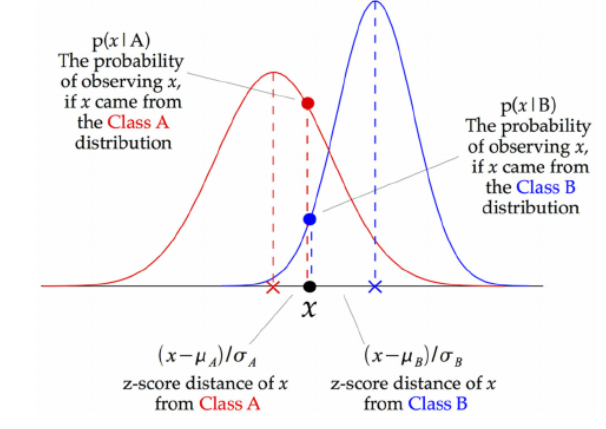 p(x|A)
The probability
of observing x,
if x came from
the Class A
distribution
p(x|B)
The probability
of observing x,
if x came from
the Class B
distribution
x
(x−μ_A)/σ_A
z-score distance of x
from Class A
(x−μ_B)/σ_B
z-score distance of x
from Class B